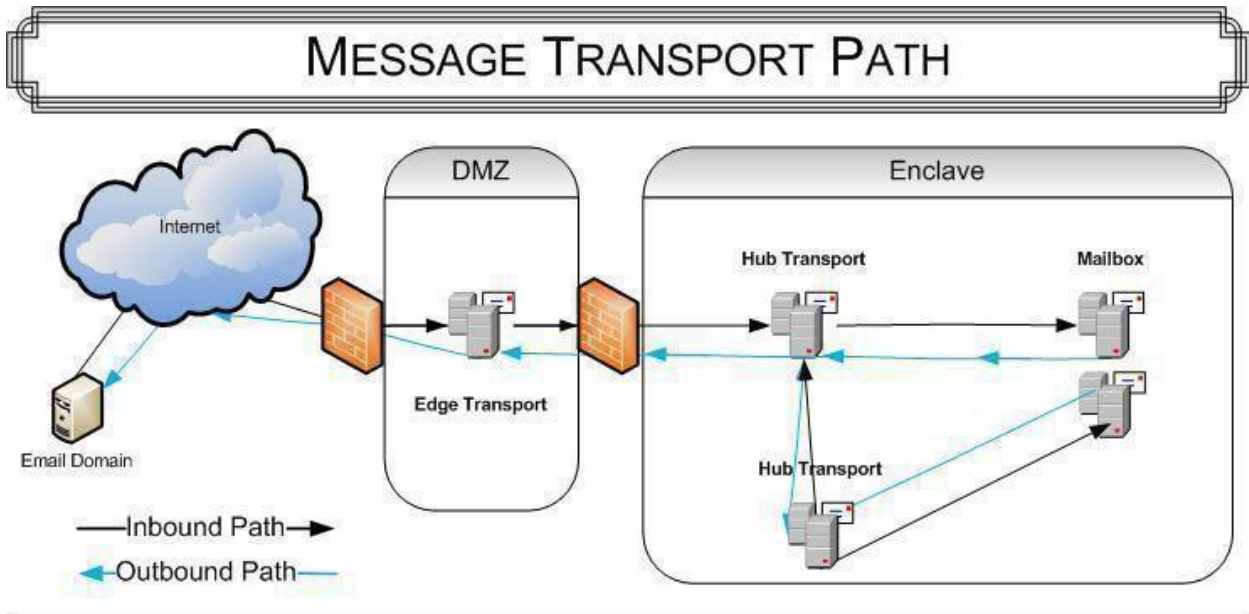 MESSAGE TRANSPORT PATH
DMZ
Enclave
Internet
Hub Transport
Mailbox
Edge Transport
Email Domain
Hub Transport
Inbound Path
Outbound Path